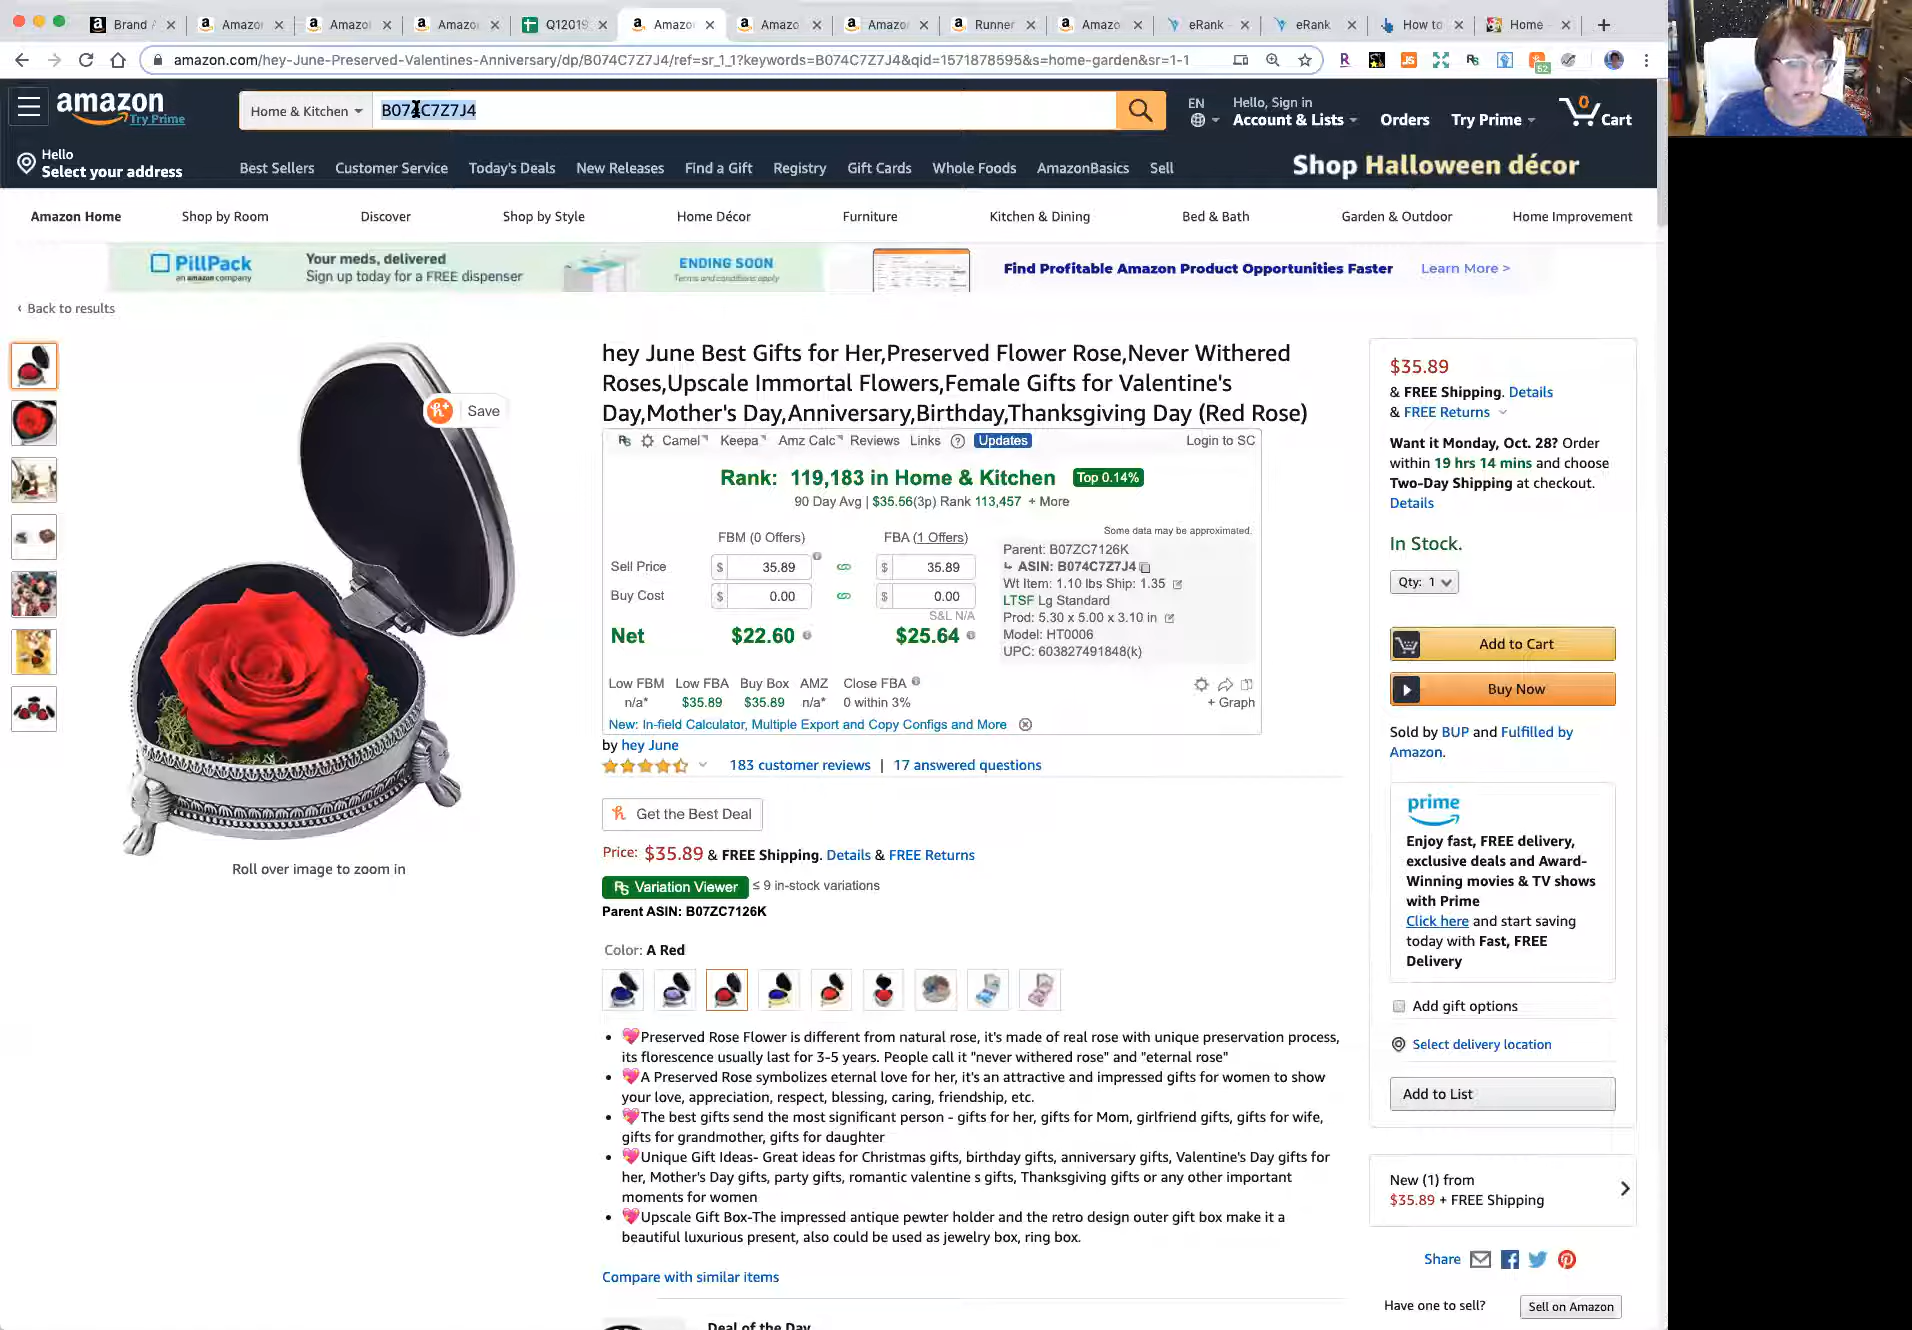 Brand A
Amazo
Amazo
Amazo
Q12019
Amazo
Amazo
Amazo
Runner
Amazo
eRank -
eRank
How to
Home
amazon.com/hey-June-Preserved-Valentines-Anniversary/dp/B074C7Z7J4/ref=sr_1_1?keywords=B074C7Z7J4&qid=1571878595&s=home-garden&sr=1-1
52
amazon
Try Prime
Home & Kitchen
B074C7Z7J4
EN
Hello, Sign in
Account & Lists
Orders
Try Prime
0
Cart
Hello
Select your address
Best Sellers
Customer Service
Today's Deals
New Releases
Find a Gift
Registry
Gift Cards
Whole Foods
AmazonBasics
Sell
Shop Halloween décor
Amazon Home
Shop by Room
Discover
Shop by Style
Home Décor
Furniture
Kitchen & Dining
Bed & Bath
Garden & Outdoor
Home Improvement
PillPack
an amazon company
Your meds, delivered
Sign up today for a FREE dispenser
ENDING SOON
Terms and conditions apply
Find Profitable Amazon Product Opportunities Faster
Learn More >
‹ Back to results
Save
Roll over image to zoom in
hey June Best Gifts for Her,Preserved Flower Rose,Never Withered
Roses,Upscale Immortal Flowers,Female Gifts for Valentine's
Day,Mother's Day,Anniversary,Birthday,Thanksgiving Day (Red Rose)
Camel
Keepa
Amz Calc
Reviews
Links
Updates
Login to SC
Rank: 119,183 in Home & Kitchen
Top 0.14%
90 Day Avg | $35.56(3p) Rank 113,457 + More
Some data may be approximated.
FBM (0 Offers)
FBA (1 Offers)
Sell Price
$ 35.89
$ 35.89
Buy Cost
$ 0.00
$ 0.00
S&L N/A
Net
$22.60
$25.64
Parent: B07ZC7126K
ASIN: B074C7Z7J4
Wt Item: 1.10 lbs Ship: 1.35
LTSF Lg Standard
Prod: 5.30 x 5.00 x 3.10 in
Model: HT0006
UPC: 603827491848(k)
Low FBM
Low FBA
Buy Box
AMZ
Close FBA
n/a*
$35.89
$35.89
n/a*
0 within 3%
+ Graph
New: In-field Calculator, Multiple Export and Copy Configs and More
by hey June
183 customer reviews | 17 answered questions
Get the Best Deal
Price: $35.89 & FREE Shipping. Details & FREE Returns
Variation Viewer
≤ 9 in-stock variations
Parent ASIN: B07ZC7126K
Color: A Red
• 💖Preserved Rose Flower is different from natural rose, it's made of real rose with unique preservation process,
its florescence usually last for 3-5 years. People call it "never withered rose" and "eternal rose"
• 💖A Preserved Rose symbolizes eternal love for her, it's an attractive and impressed gifts for women to show
your love, appreciation, respect, blessing, caring, friendship, etc.
• 💖The best gifts send the most significant person - gifts for her, gifts for Mom, girlfriend gifts, gifts for wife,
gifts for grandmother, gifts for daughter
• 💖Unique Gift Ideas- Great ideas for Christmas gifts, birthday gifts, anniversary gifts, Valentine's Day gifts for
her, Mother's Day gifts, party gifts, romantic valentine s gifts, Thanksgiving gifts or any other important
moments for women
• 💖Upscale Gift Box-The impressed antique pewter holder and the retro design outer gift box make it a
beautiful luxurious present, also could be used as jewelry box, ring box.
Compare with similar items
Deal of the Day
$35.89
& FREE Shipping. Details
& FREE Returns
Want it Monday, Oct. 28? Order
within 19 hrs 14 mins and choose
Two-Day Shipping at checkout.
Details
In Stock.
Qty: 1
Add to Cart
Buy Now
Sold by BUP and Fulfilled by
Amazon.
prime
Enjoy fast, FREE delivery,
exclusive deals and Award-
Winning movies & TV shows
with Prime
Click here and start saving
today with Fast, FREE
Delivery
Add gift options
Select delivery location
Add to List
New (1) from
$35.89 + FREE Shipping
Share
Have one to sell?
Sell on Amazon